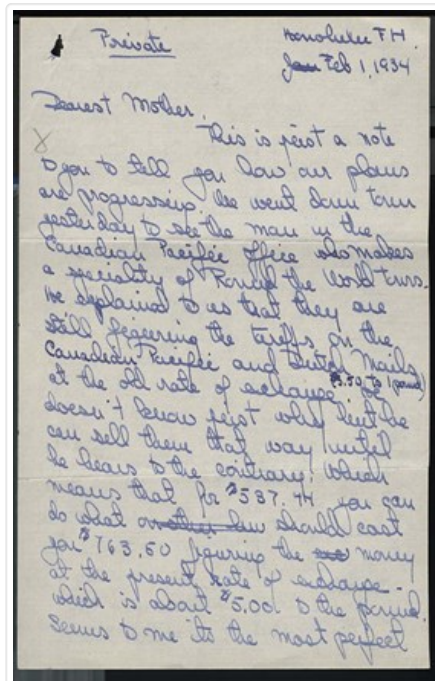 Private
Honolulu T.H.
Jan Feb 1, 1934
Dearest Mother,
This is just a note
to you to tell you how our plans
are progressing. We went down town
yesterday to see the man in the
Canadian Pacific office who makes
a speciality of Round the World tours.
He explained to us that they are
still figuering the tariffs on the
Canadian Pacific and Dutch Mails
at the old rate of exchange. ($3.50 to 1 pound) He
doesn't know just why but he
can sell them that way until
he hears to the contrary. Which
means that for $537.74 you can
do what should cost
you $763.50 figuring the money
at the present rate of exchange -
which is about $5.00 to the pound.
Seems to me its the most perfect